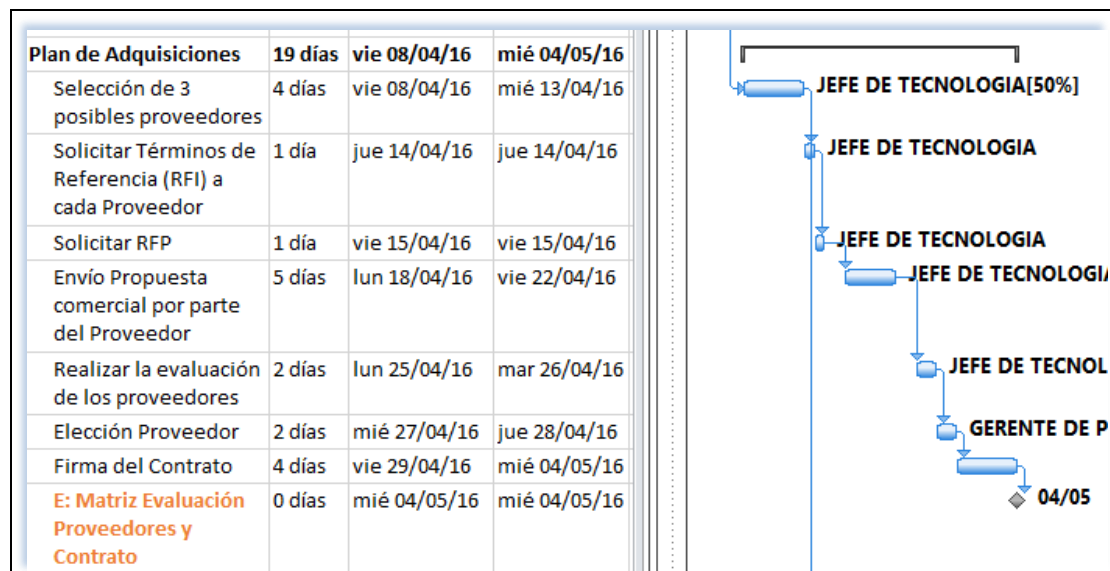 Plan de Adquisiciones 19 días vie 08/04/16 mié 04/05/16
Selección de 3 4 días vie 08/04/16 mié 13/04/16 JEFE DE TECNOLOGIA[50%]
posibles proveedores
Solicitar Términos de 1 día jue 14/04/16 jue 14/04/16 JEFE DE TECNOLOGIA
Referencia (RFI) a
cada Proveedor
Solicitar RFP 1 día vie 15/04/16 vie 15/04/16 JEFE DE TECNOLOGIA
Envío Propuesta 5 días lun 18/04/16 vie 22/04/16 JEFE DE TECNOLOGIA
comercial por parte
del Proveedor
Realizar la evaluación 2 días lun 25/04/16 mar 26/04/16 JEFE DE TECNOL
de los proveedores
Elección Proveedor 2 días mié 27/04/16 jue 28/04/16 GERENTE DE P
Firma del Contrato 4 días vie 29/04/16 mié 04/05/16
E: Matriz Evaluación 0 días mié 04/05/16 mié 04/05/16 04/05
Proveedores y
Contrato